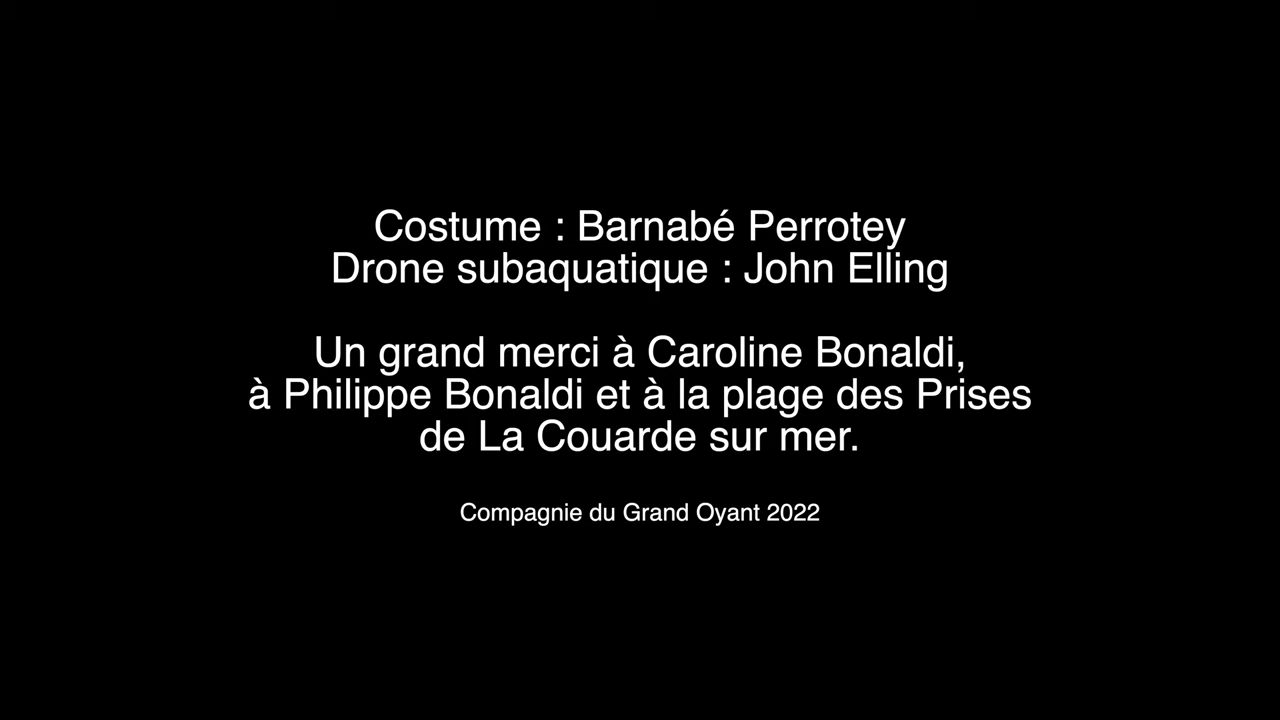 Costume : Barnabé Perrotey
Drone subaquatique : John Elling
Un grand merci à Caroline Bonaldi,
à Philippe Bonaldi et à la plage des Prises
de La Couarde sur mer.
Compagnie du Grand Oyant 2022